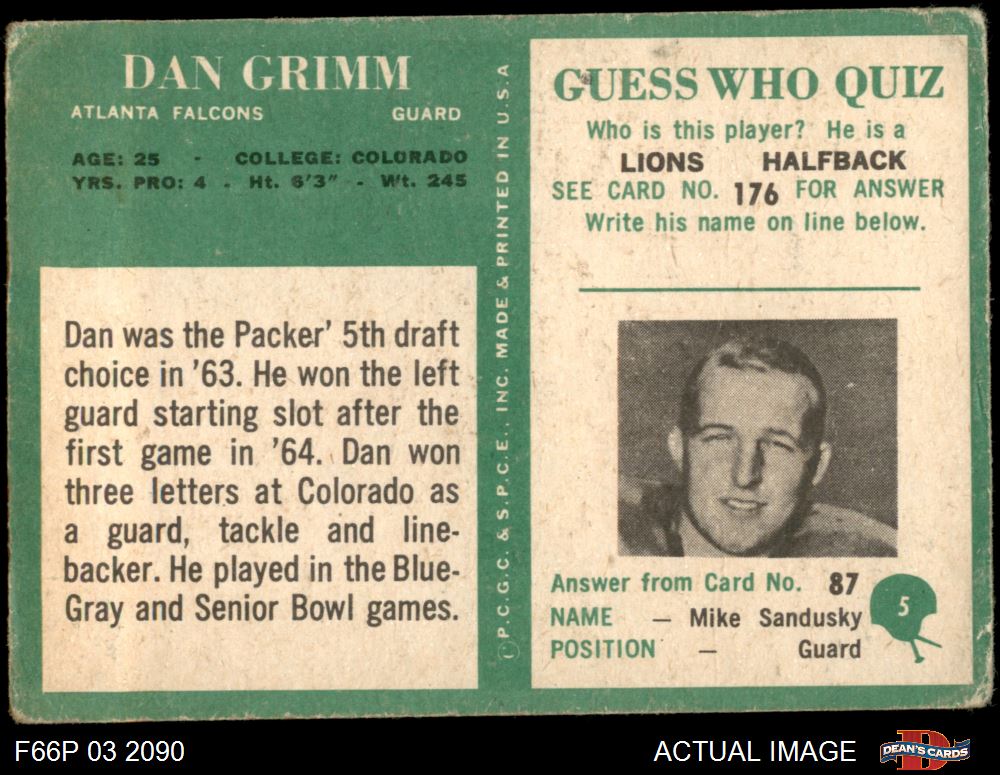 DAN GRIMM
ATLANTA FALCONS GUARD
AGE: 25 - COLLEGE: COLORADO
YRS. PRO: 4 - Ht. 6'3" - Wt. 245
Dan was the Packer' 5th draft
choice in '63. He won the left
guard starting slot after the
first game in '64. Dan won
three letters at Colorado as
a guard, tackle and line-
backer. He played in the Blue-
Gray and Senior Bowl games.
© P.C.G.C. & S.P.C.E., INC. MADE & PRINTED IN U.S.A
GUESS WHO QUIZ
Who is this player? He is a
LIONS HALFBACK
SEE CARD NO. 176 FOR ANSWER
Write his name on line below.
Answer from Card No. 87
NAME — Mike Sandusky
POSITION — Guard
5
F66P 03 2090
ACTUAL IMAGE
D
DEAN'S CARDS